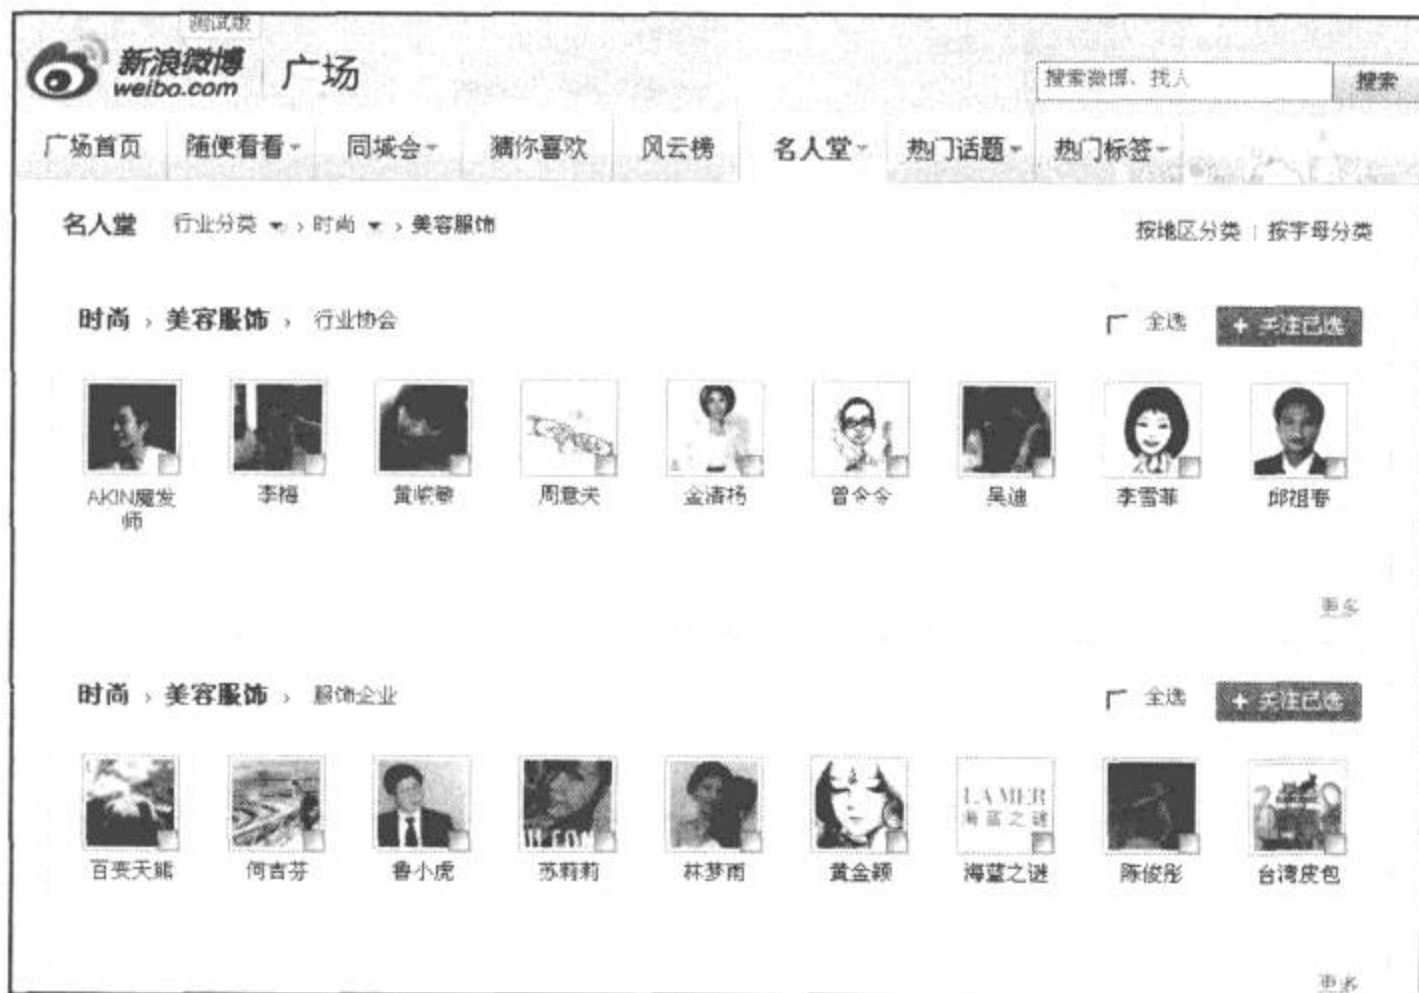 测试版
新浪微博
weibo.com
广场
搜索微博、找人 搜索
广场首页 随便看看 同城会 猜你喜欢 风云榜 名人堂 热门话题 热门标签
名人堂 行业分类 › 时尚 › 美容服饰 按地区分类 | 按字母分类
时尚 › 美容服饰 › 行业协会 全选 + 关注已选
AKIN魔发师 李梅 周意夫 金清扬 曾令令 吴迪 李雪菲 邱祖春
更多
时尚 › 美容服饰 › 服饰企业 全选 + 关注已选
LA MER
海蓝之谜
百变天熊 何吉芬 鲁小虎 苏莉莉 林梦雨 黄金颖 海蓝之谜 陈俊彤 台湾皮包
更多